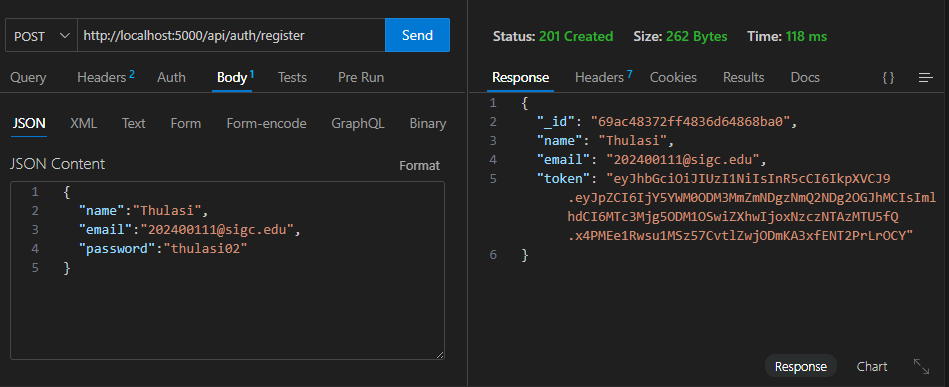 POST
http://localhost:5000/api/auth/register
Send
Query
Headers 2
Auth
Body 1
Tests
Pre Run
JSON
XML
Text
Form
Form-encode
GraphQL
Binary
JSON Content
Format
1 {
2 "name":"Thulasi",
3 "email":"202400111@sigc.edu",
4 "password":"thulasi02"
5 }
Status: 201 Created
Size: 262 Bytes
Time: 118 ms
Response
Headers 7
Cookies
Results
Docs
{ }
1 {
2 "_id": "69ac48372ff4836d64868ba0",
3 "name": "Thulasi",
4 "email": "202400111@sigc.edu",
5 "token": "eyJhbGciOiJIUzI1NiIsInR5cCI6IkpXVCJ9
.eyJpZCI6IjY5YWM0ODM3MmZmNDgzNmQ2NDg2OGJhMCIsIml
hdCI6MTc3Mjg5ODM1OSwiZXhwIjoxNzczNTAzMTU5fQ
.x4PMEe1Rwsu1MSz57CvtlZwjODmKA3xfENT2PrLrOCY"
6 }
Response
Chart